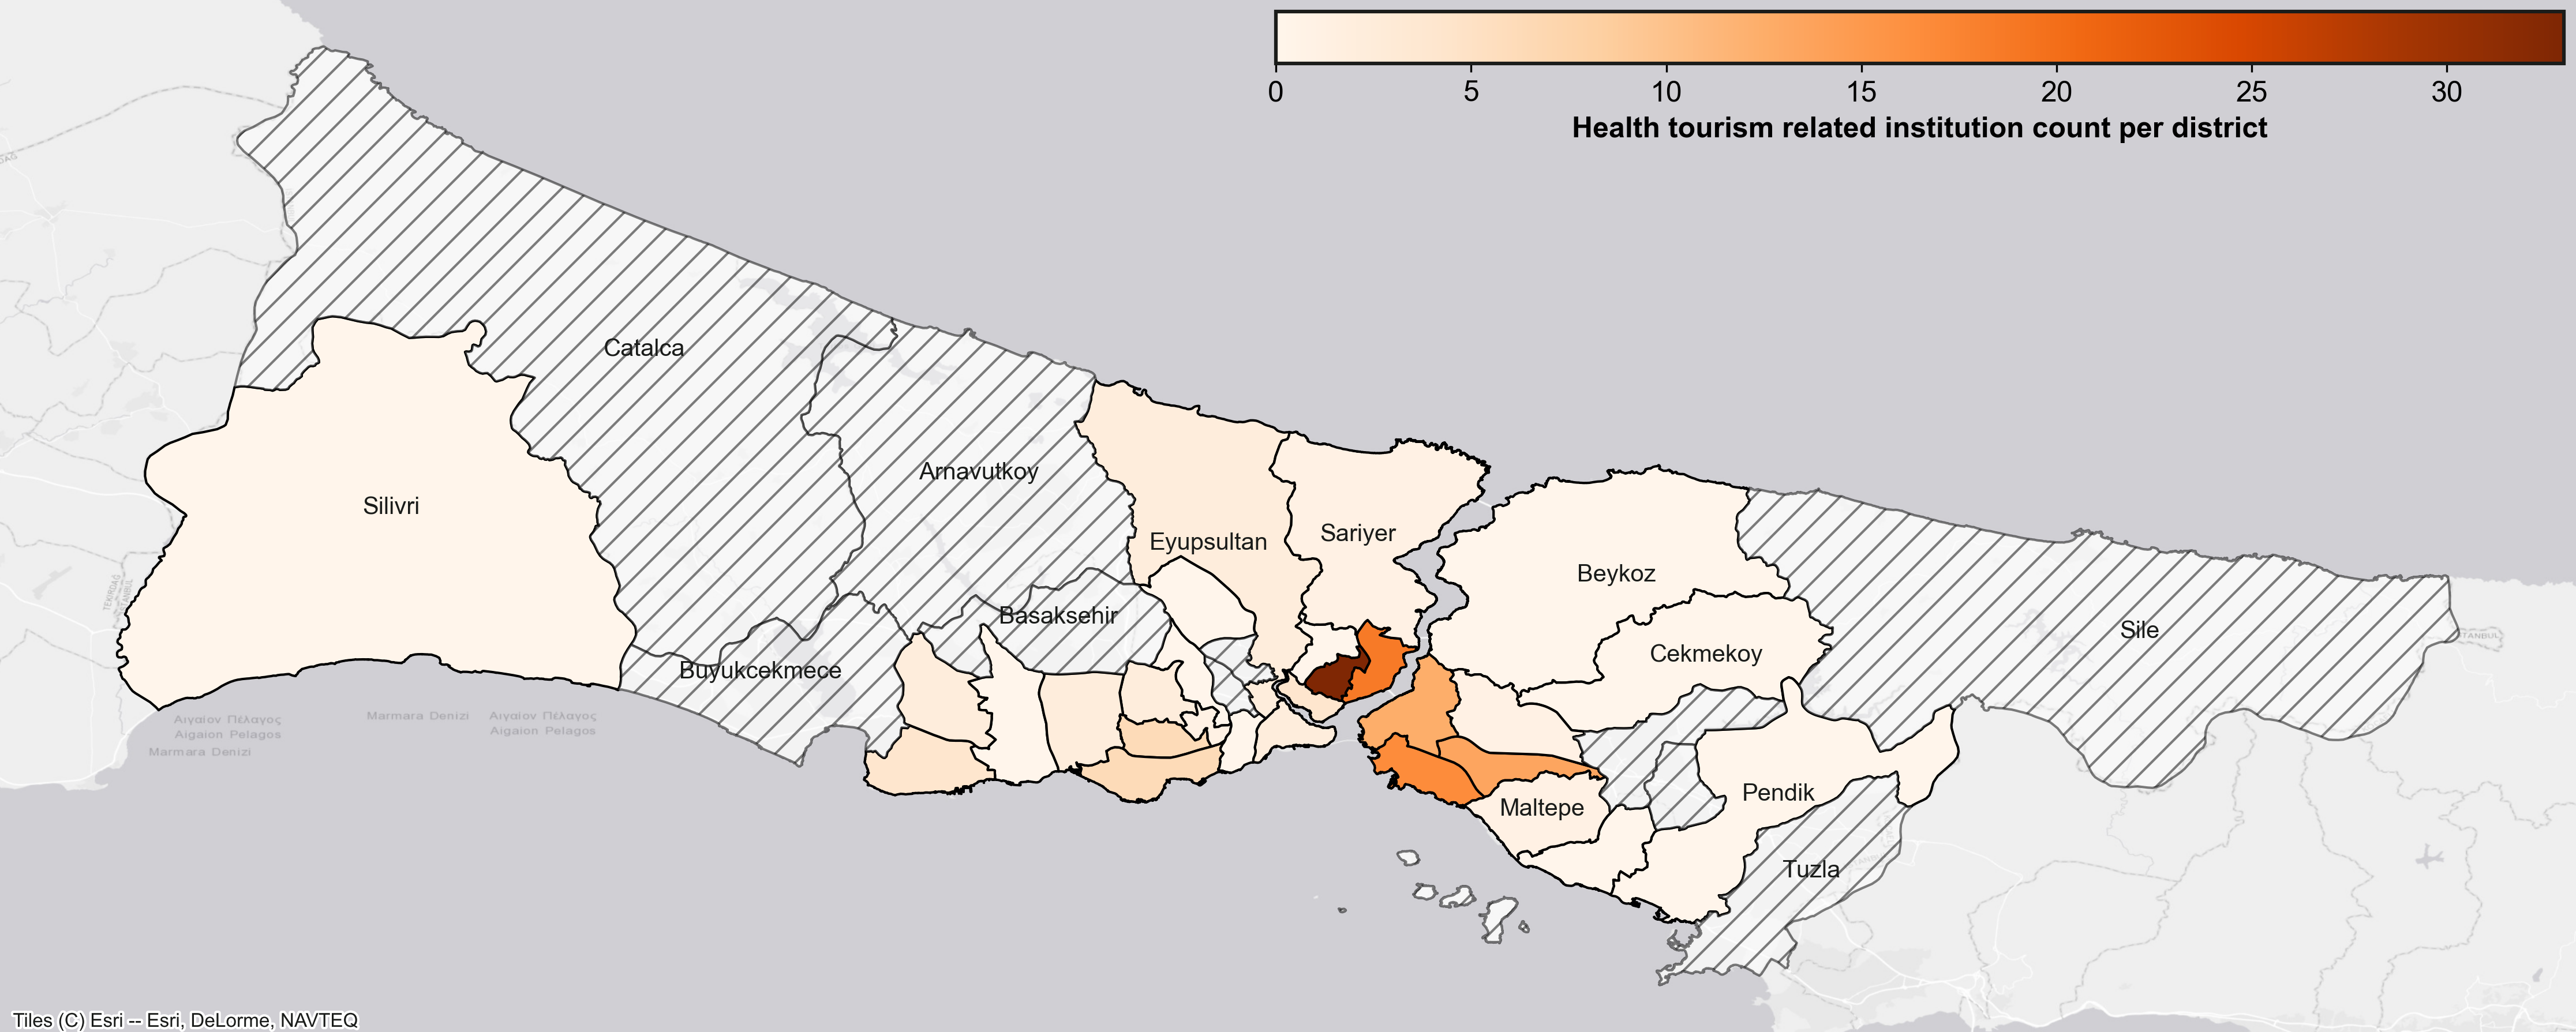 0 5 10 15 20 25 30
Health tourism related institution count per district
Catalca
Arnavutkoy
Silivri
Sariyer
Eyupsultan
Beykoz
Basaksehir
Sile
Cekmekoy
Buyukcekmece
Αιγαίον Πέλαγος
Aigaion Pelagos
Marmara Denizi
Marmara Denizi
Αιγαίον Πέλαγος
Aigaion Pelagos
Pendik
Maltepe
Tuzla
TEKIRDAG
ISTANBUL
Tiles (C) Esri -- Esri, DeLorme, NAVTEQ